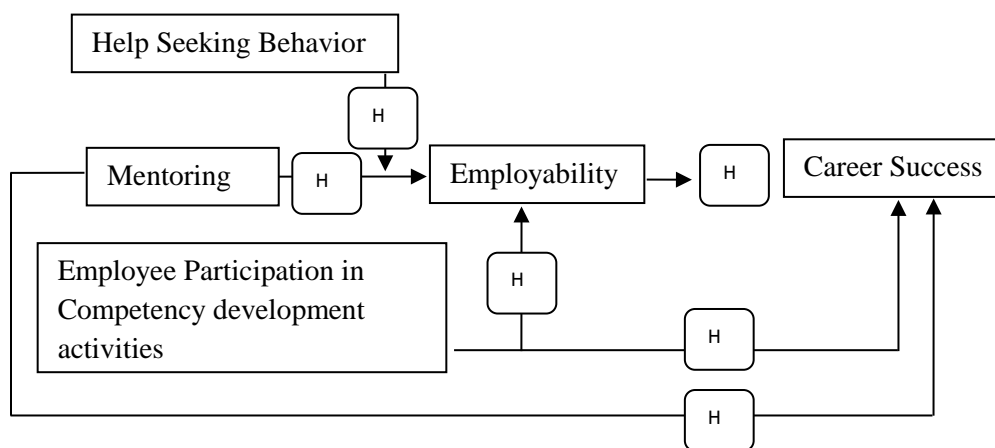 Help Seeking Behavior
H
Mentoring
H
Employability
H
Career Success
Employee Participation in
Competency development
activities
H
H
H